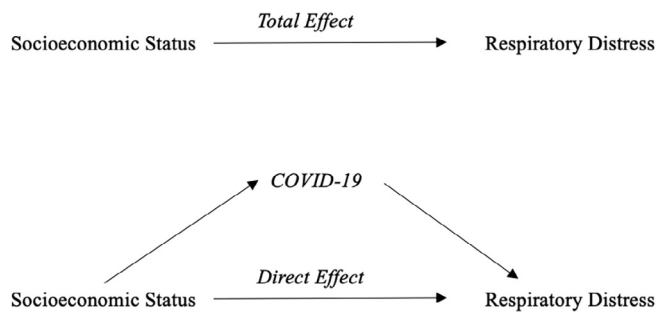 Total Effect
Socioeconomic Status Respiratory Distress
COVID-19
Direct Effect
Socioeconomic Status Respiratory Distress